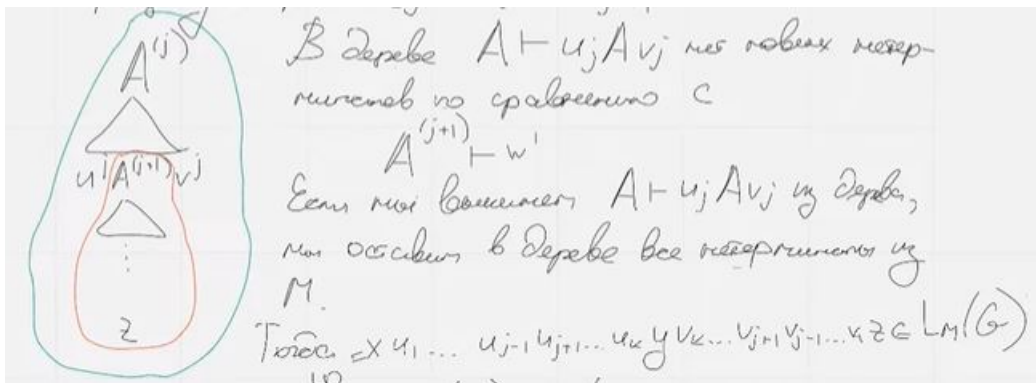 A^{(j)}
u^j A^{(j+1)} v^j
⋮
z
В дереве A ⊢ u_j A v_j нет новых нетер-
миналов по сравнению с
A^{(j+1)} ⊢ w'
Если мы выкинем A ⊢ u_j A v_j из дерева,
мы оставим в дереве все нетерминалы из
M.
Тогда x u_1 ... u_{j-1} u_{j+1} ... u_k y v_k ... v_{j+1} v_{j-1} ... v_1 z ∈ L_M(G)